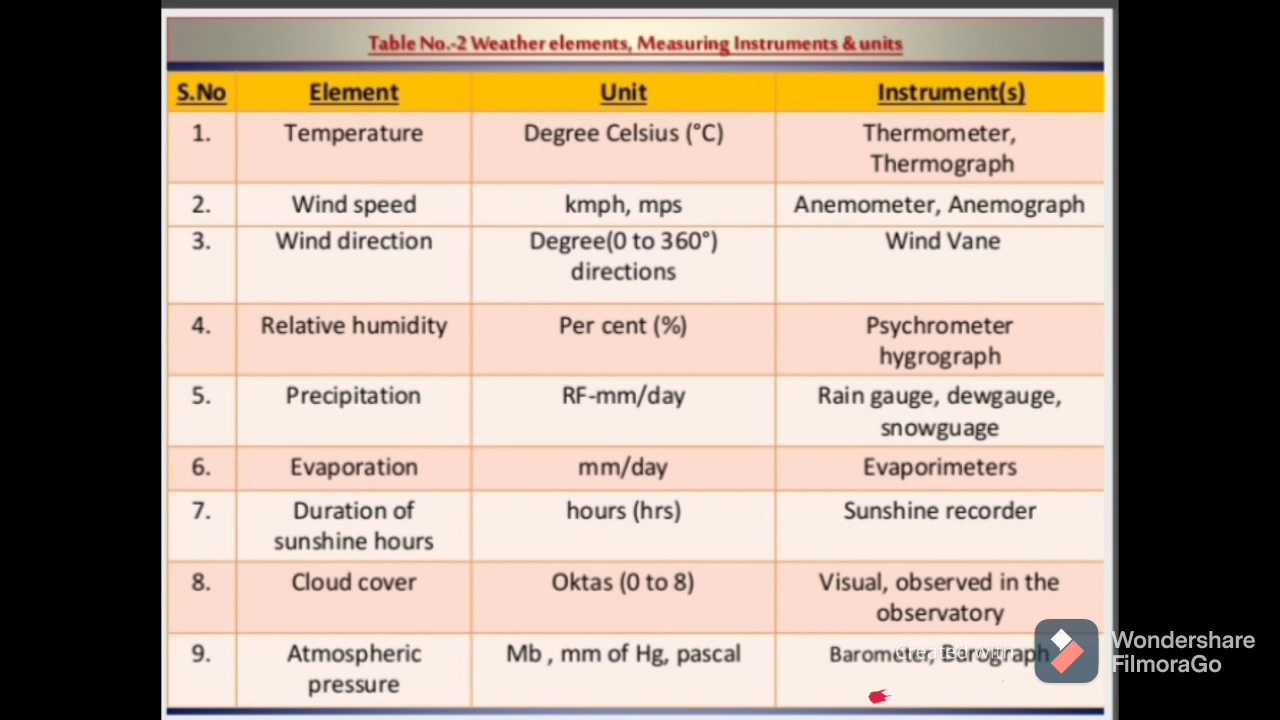 Table No.-2 Weather elements, Measuring Instruments & units
S.No Element Unit Instrument(s)
1. Temperature Degree Celsius (°C) Thermometer,
Thermograph
2. Wind speed kmph, mps Anemometer, Anemograph
3. Wind direction Degree(0 to 360°) Wind Vane
directions
4. Relative humidity Per cent (%) Psychrometer
hygrograph
5. Precipitation RF-mm/day Rain gauge, dewgauge,
snowguage
6. Evaporation mm/day Evaporimeters
7. Duration of hours (hrs) Sunshine recorder
sunshine hours
8. Cloud cover Oktas (0 to 8) Visual, observed in the
observatory
9. Atmospheric Mb , mm of Hg, pascal Barometer, Barograph
pressure
Created with
Wondershare
FilmoraGo